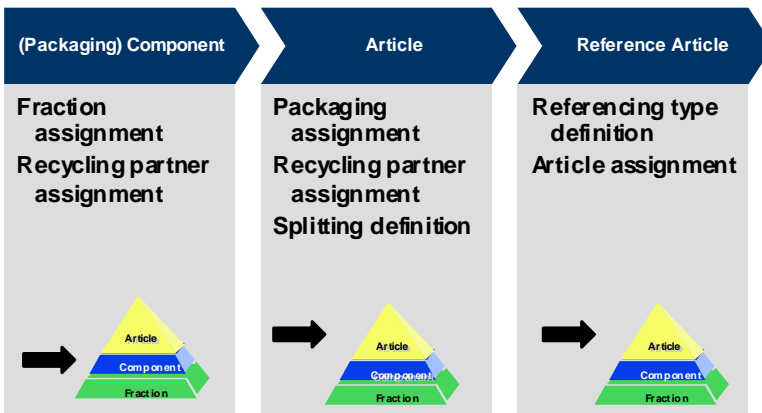 (Packaging) Component
Fraction
assignment
Recycling partner
assignment
Article
Component
Fraction
Article
Packaging
assignment
Recycling partner
assignment
Splitting definition
Article
Component
Fraction
Reference Article
Referencing type
definition
Article assignment
Article
Component
Fraction